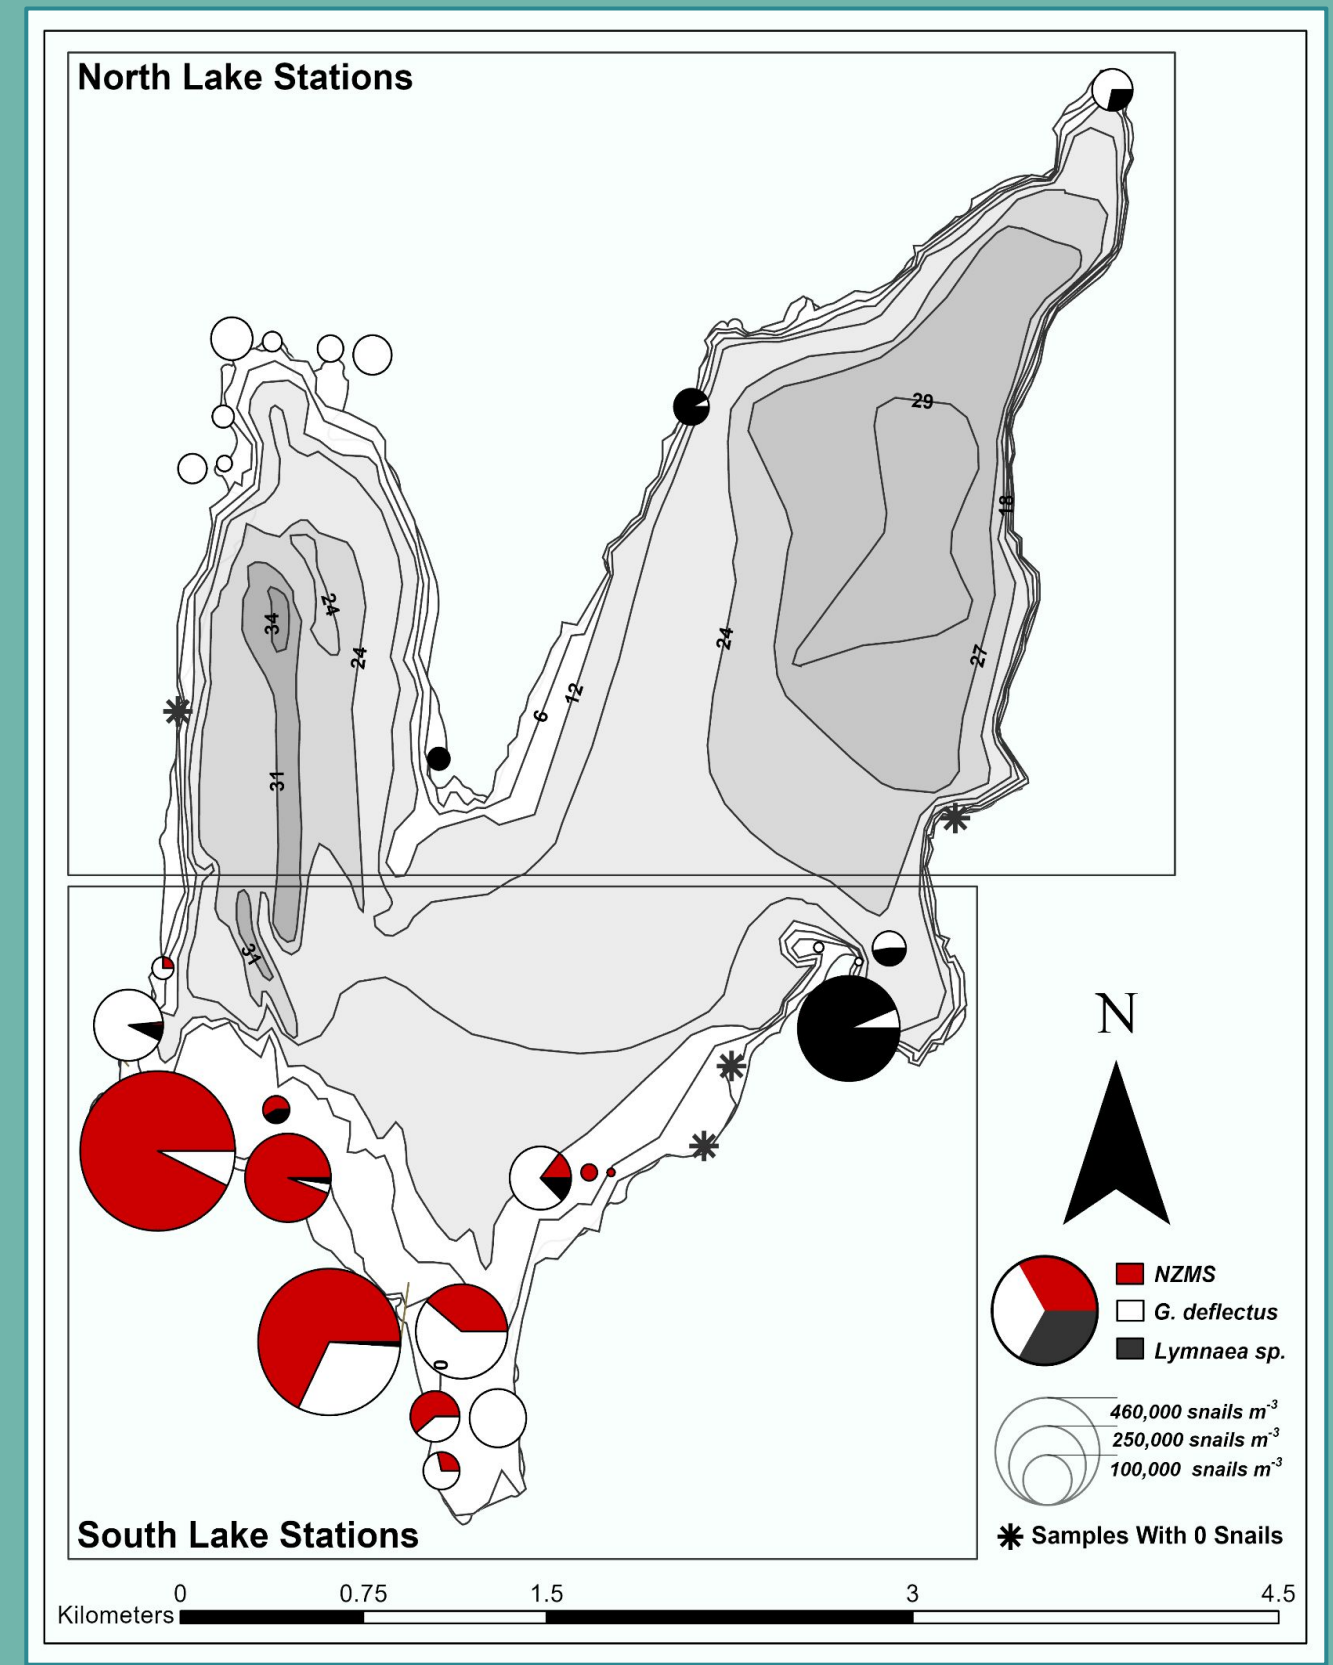 North Lake Stations
29
18
34
24
24
24
27
12
6
31
31
N
NZMS
G. deflectus
Lymnaea sp.
0
460,000 snails m-3
250,000 snails m-3
100,000 snails m-3
South Lake Stations
Samples With 0 Snails
0 0.75 1.5 3 4.5
Kilometers